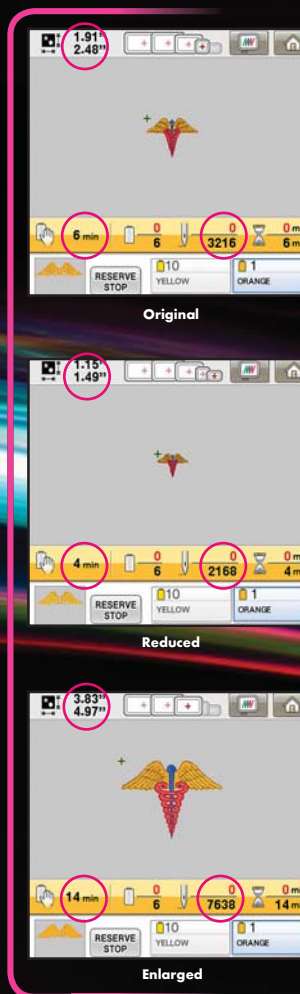 1.91"
2.48"
6 min
0
6
0
3216
0 m
6 m
RESERVE
STOP
10
YELLOW
1
ORANGE
Original
1.15"
1.49"
4 min
0
6
0
2168
0 m
4 m
RESERVE
STOP
10
YELLOW
1
ORANGE
Reduced
3.83"
4.97"
14 min
0
6
0
7638
0 m
14 m
RESERVE
STOP
10
YELLOW
1
ORANGE
Enlarged